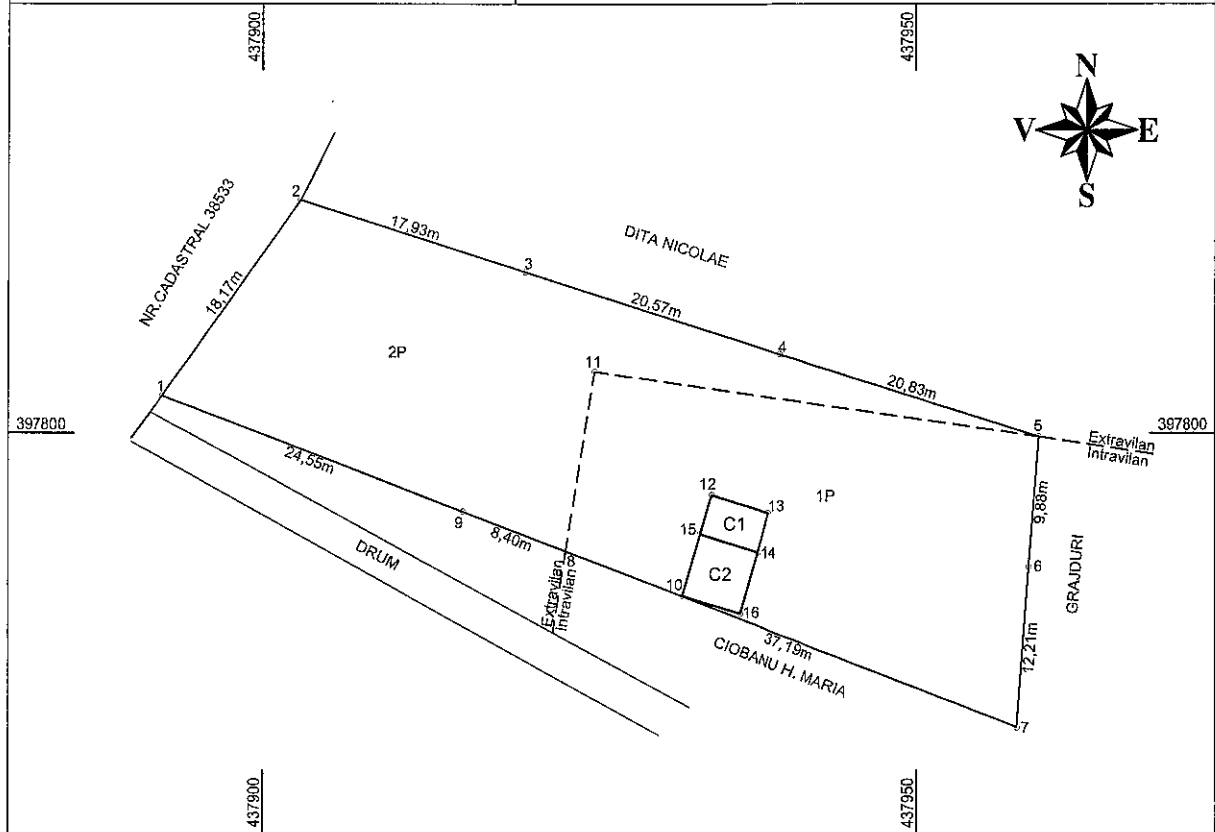 437900
437950
N
V
E
S
2
NR.CADASTRAL 38533
17,93m
DITA NICOLAE
3
18,17m
20,57m
2P
4
11
20,83m
1
397800
5
397800
Extravilan
Intravilan
24,55m
12
13
1P
9,88m
C1
9
15
14
8,40m
DRUM
8
C2
6
GRAJDURI
10
16
Extravilan
Intravilan
37,19m
12,21m
CIOBANU H. MARIA
7
437900
437950